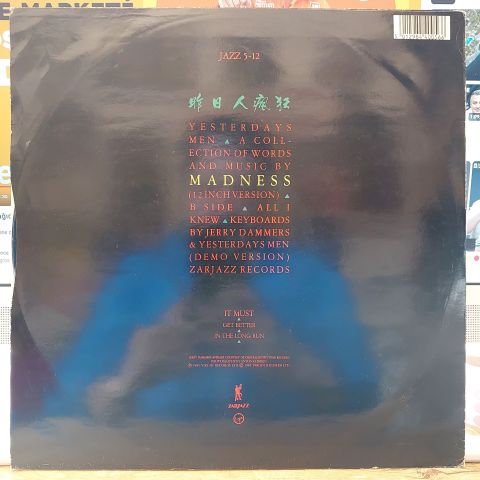 JAZZ 5-12
昨日人瘋狂
YESTERDAYS
MEN ▲ A COLL-
ECTION OF WORDS
AND MUSIC BY
MADNESS
(12 INCH VERSION) ▲
B SIDE ▲ ALL I
KNEW ▲ KEYBOARDS
BY JERRY DAMMERS
& YESTERDAYS MEN
(DEMO VERSION)
ZARJAZZ RECORDS
IT MUST
▲
GET BETTER
▲
IN THE LONG RUN
▲
ZARJAZZ